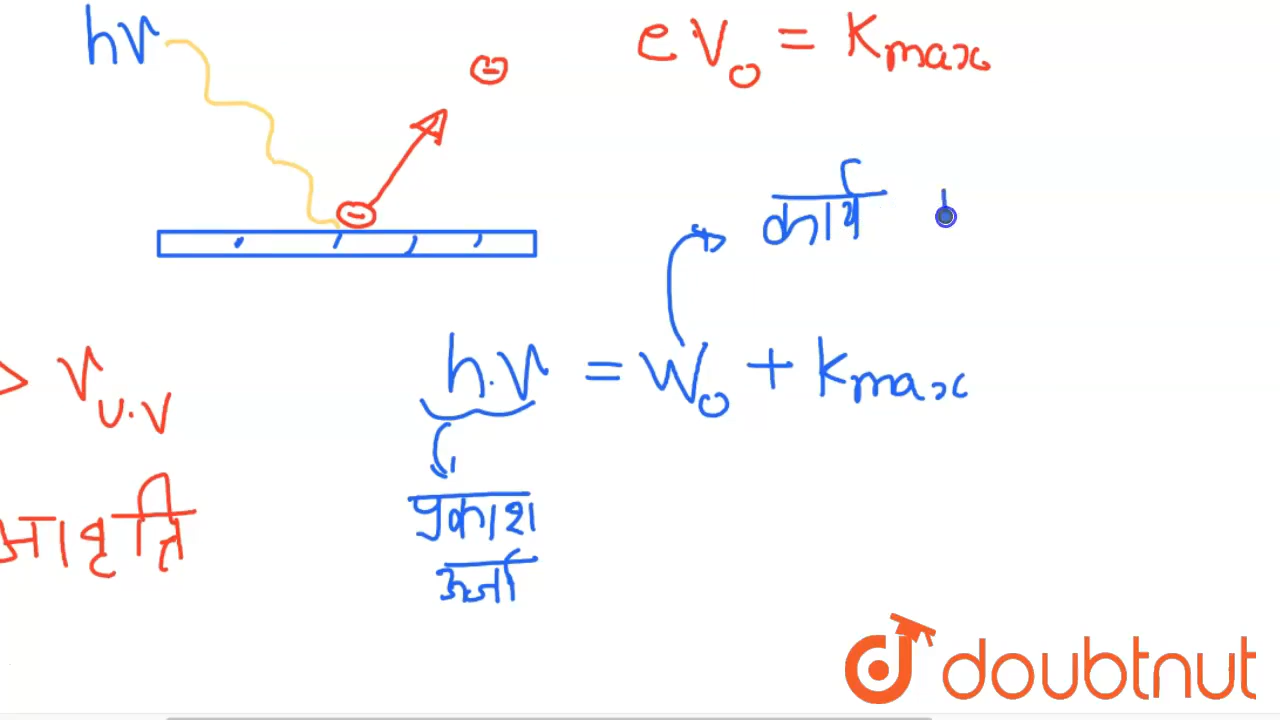 hν
⊖
eV₀ = Kmax
⊖
कार्य
h.ν = W₀ + Kmax
> ν U.V
प्रकाश
ऊर्जा
आवृत्ति
doubtnut